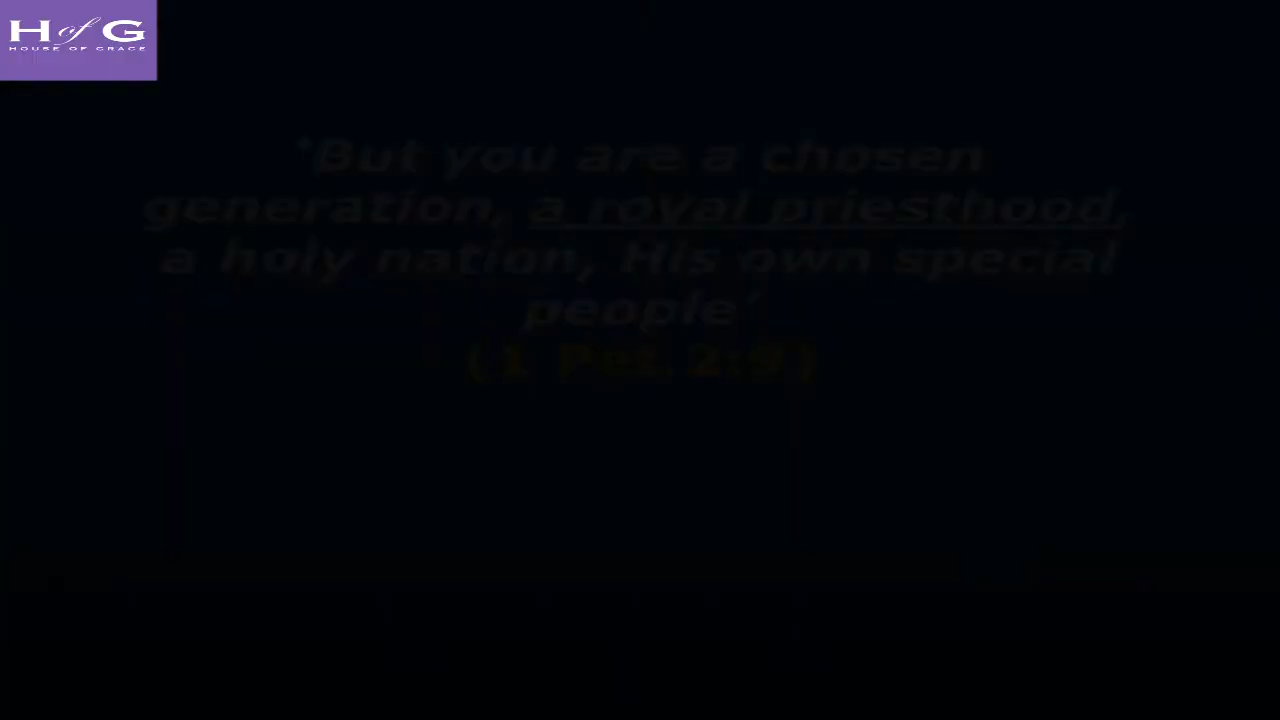 H of G
HOUSE OF GRACE
‘But you are a chosen
generation, a royal priesthood,
a holy nation, His own special
people’
(1 Pet. 2:9)